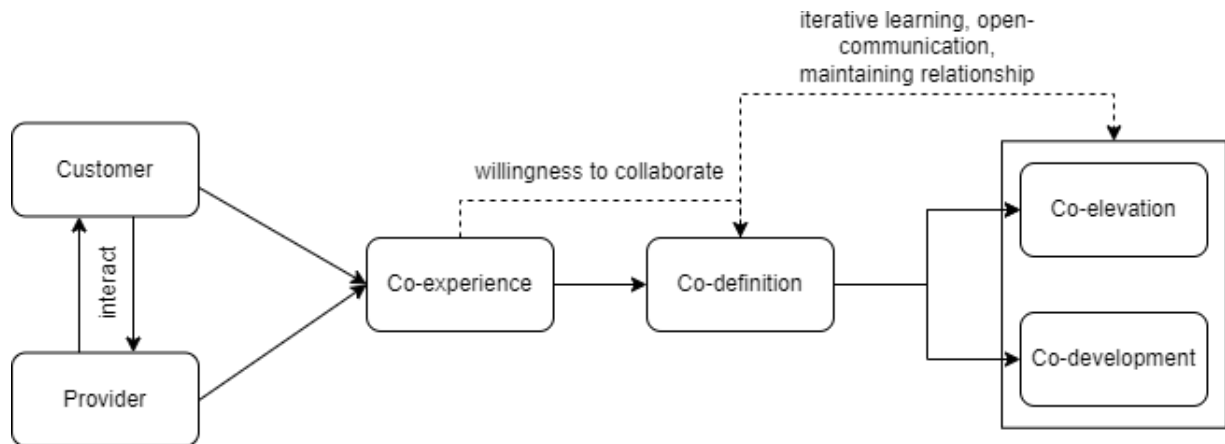 iterative learning, open-
communication,
maintaining relationship
Customer
willingness to collaborate
Co-elevation
interact
Co-experience
Co-definition
Co-development
Provider